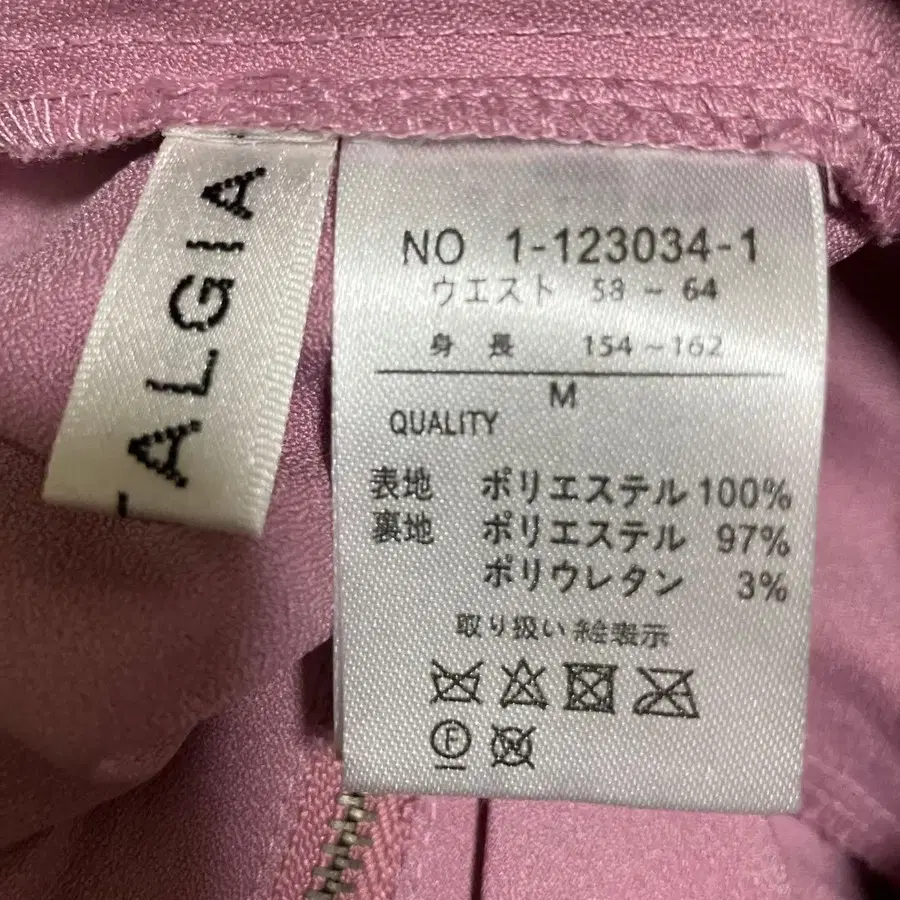 TALGIA
NO 1-123034-1
ウエスト 58 ~ 64
身 長 154~162
M
QUALITY
表地 ポリエステル 100%
裏地 ポリエステル 97%
ポリウレタン 3%
取り扱い 絵表示
F
W